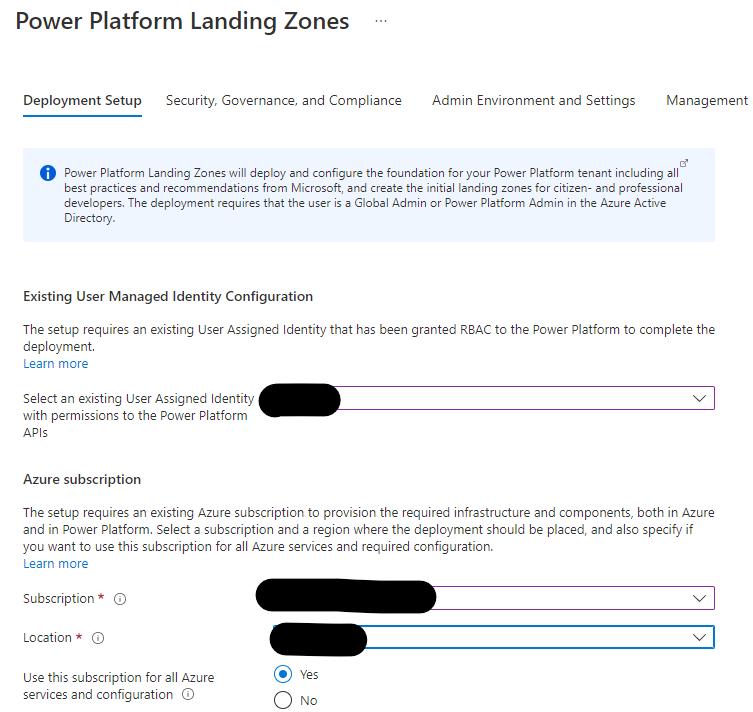 Power Platform Landing Zones ...
Deployment Setup Security, Governance, and Compliance Admin Environment and Settings Management
Power Platform Landing Zones will deploy and configure the foundation for your Power Platform tenant including all
best practices and recommendations from Microsoft, and create the initial landing zones for citizen- and professional
developers. The deployment requires that the user is a Global Admin or Power Platform Admin in the Azure Active
Directory.
Existing User Managed Identity Configuration
The setup requires an existing User Assigned Identity that has been granted RBAC to the Power Platform to complete the
deployment.
Learn more
Select an existing User Assigned Identity
with permissions to the Power Platform
APIs
Azure subscription
The setup requires an existing Azure subscription to provision the required infrastructure and components, both in Azure
and in Power Platform. Select a subscription and a region where the deployment should be placed, and also specify if
you want to use this subscription for all Azure services and required configuration.
Learn more
Subscription *
Location *
Use this subscription for all Azure
services and configuration
Yes
No